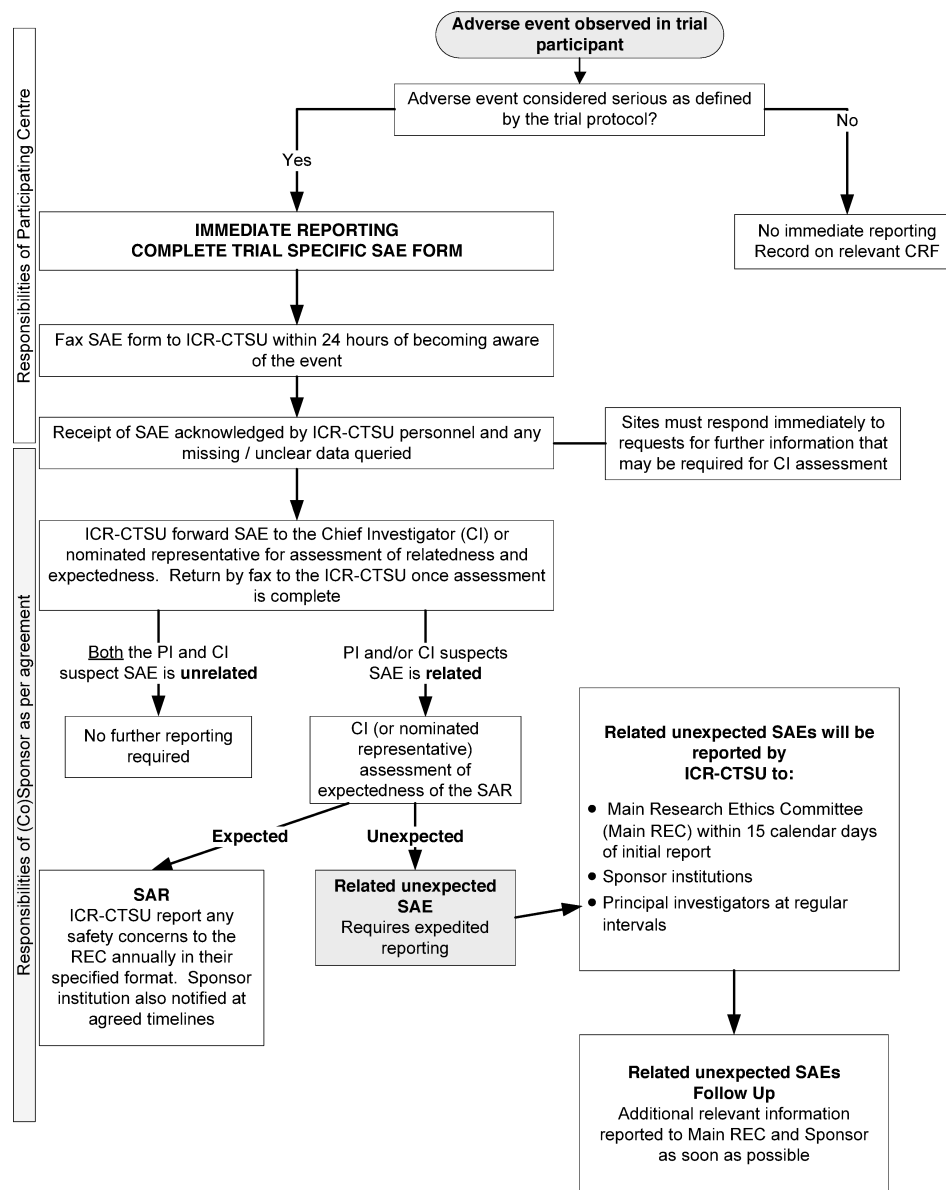 Adverse event observed in trial
participant
Adverse event considered serious as defined
by the trial protocol?
Yes
No
IMMEDIATE REPORTING
COMPLETE TRIAL SPECIFIC SAE FORM
No immediate reporting
Record on relevant CRF
Fax SAE form to ICR-CTSU within 24 hours of becoming aware
of the event
Receipt of SAE acknowledged by ICR-CTSU personnel and any
missing / unclear data queried
Sites must respond immediately to
requests for further information that
may be required for CI assessment
ICR-CTSU forward SAE to the Chief Investigator (CI) or
nominated representative for assessment of relatedness and
expectedness.  Return by fax to the ICR-CTSU once assessment
is complete
Both the PI and CI
suspect SAE is unrelated
PI and/or CI suspects
SAE is related
No further reporting
required
CI (or nominated
representative)
assessment of
expectedness of the SAR
Expected
Unexpected
SAR
ICR-CTSU report any
safety concerns to the
REC annually in their
specified format.  Sponsor
institution also notified at
agreed timelines
Related unexpected
SAE
Requires expedited
reporting
Related unexpected SAEs will be
reported by
ICR-CTSU to:
• Main Research Ethics Committee
(Main REC) within 15 calendar days
of initial report
• Sponsor institutions
• Principal investigators at regular
intervals
Related unexpected SAEs
Follow Up
Additional relevant information
reported to Main REC and Sponsor
as soon as possible
Responsibilities of Participating Centre
Responsibilities of (Co)Sponsor as per agreement